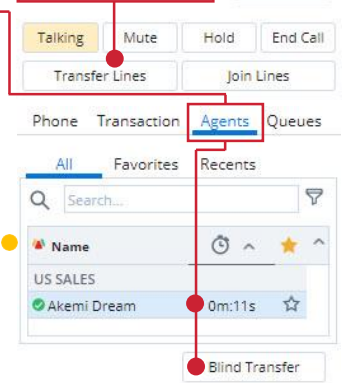 Talking Mute Hold End Call
Transfer Lines Join Lines
Phone Transaction Agents Queues
All Favorites Recents
Search...
Name
US SALES
Akemi Dream 0m:11s
Blind Transfer